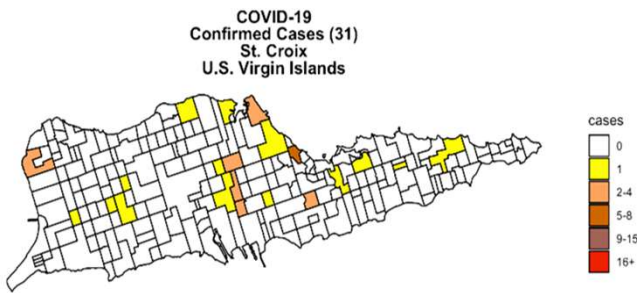 COVID-19
Confirmed Cases (31)
St. Croix
U.S. Virgin Islands
cases
0
1
2-4
5-8
9-15
16+